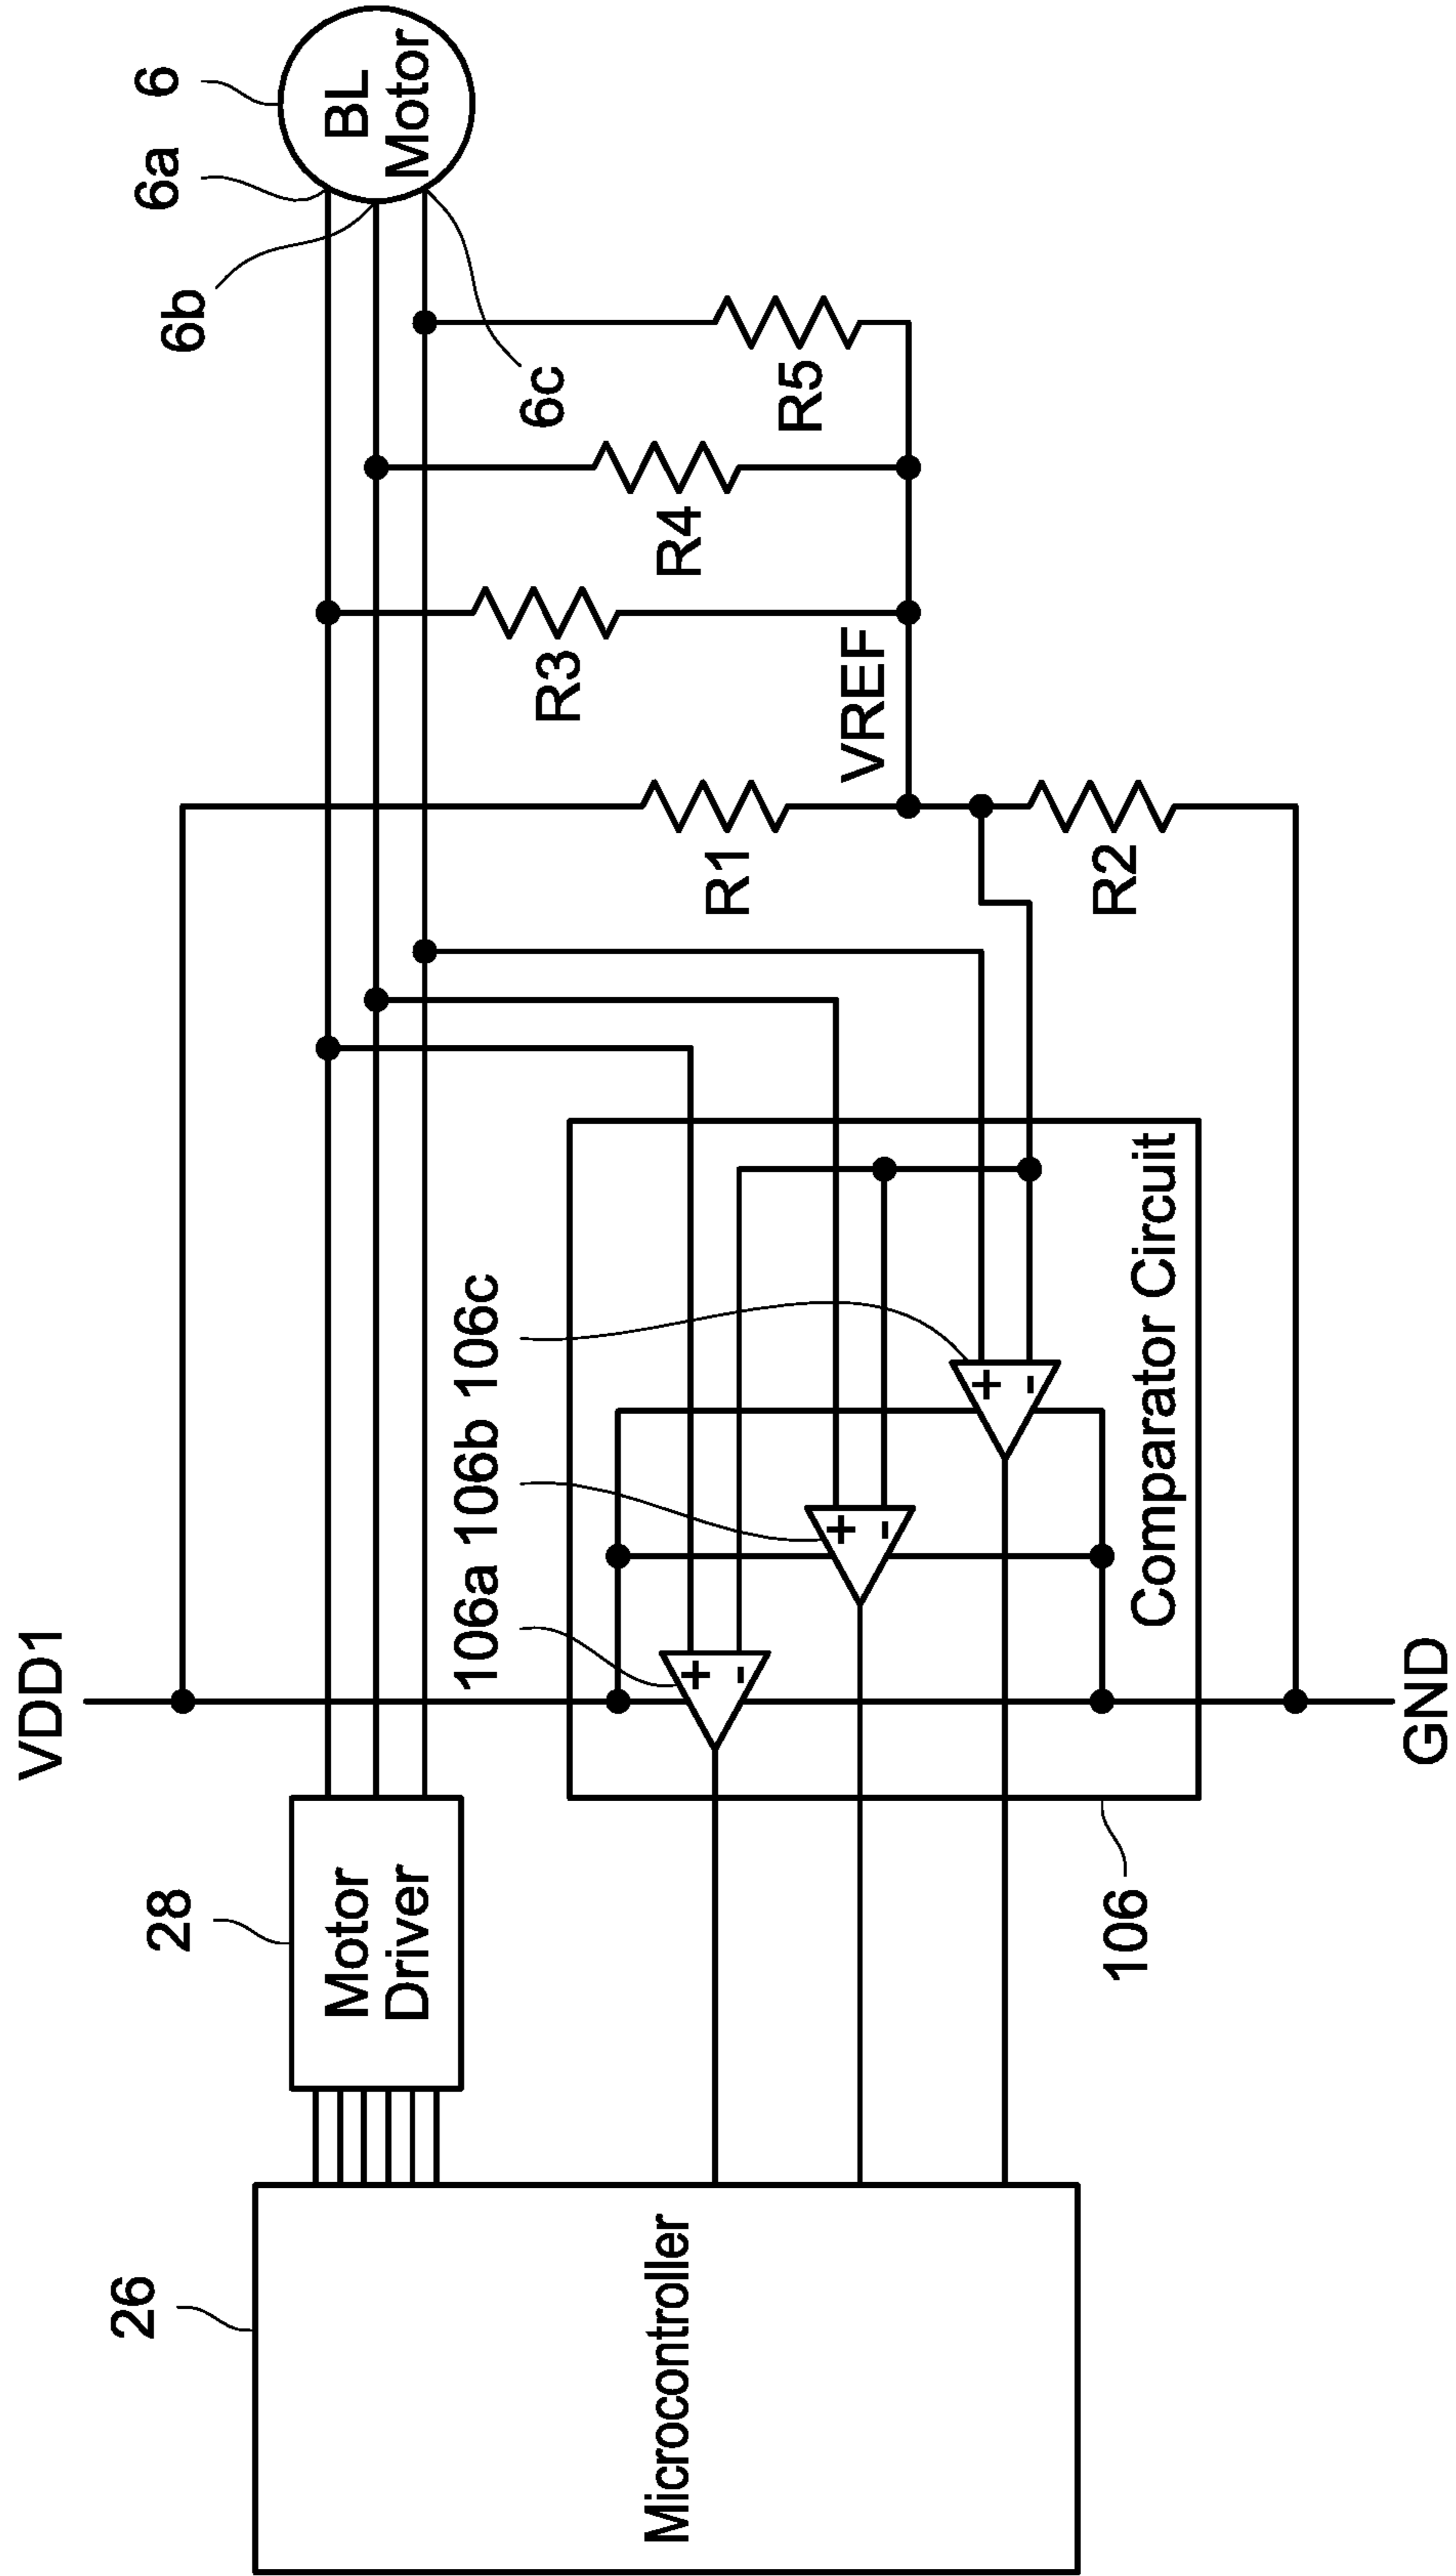 VDD1
6
6a
6b
6c
BL
Motor
28
Motor
Driver
26
Microcontroller
R5
R4
R3
VREF
R1
R2
106a
106b
106c
+
-
+
-
+
-
Comparator Circuit
106
GND